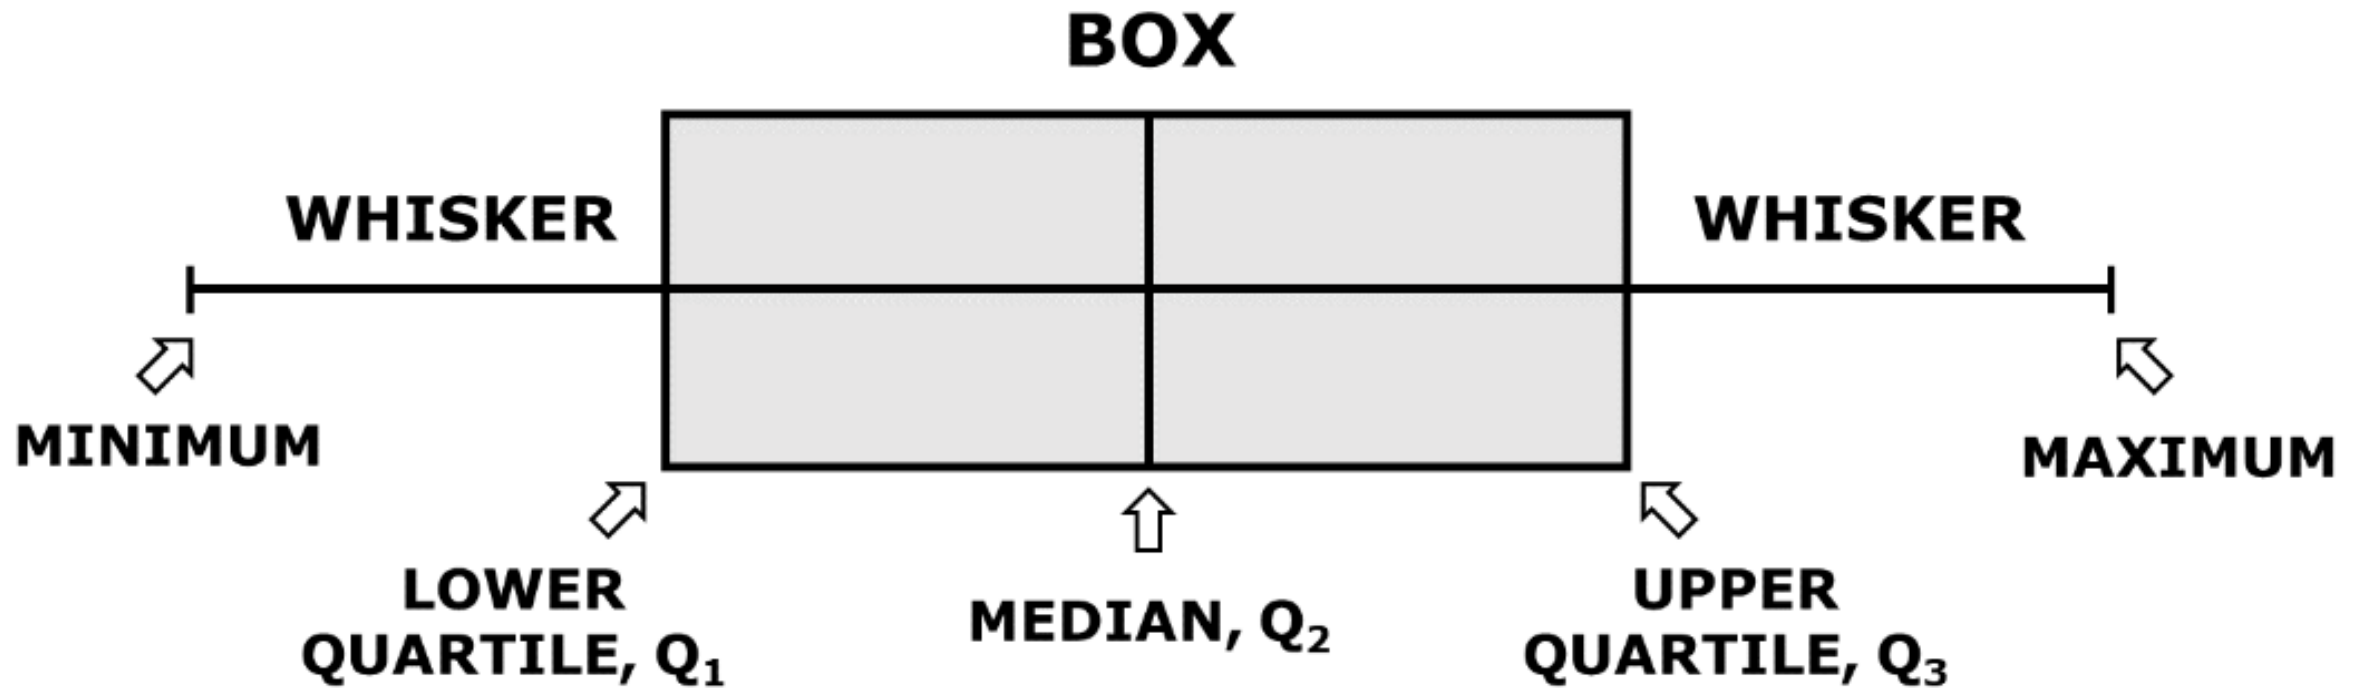 BOX
WHISKER
WHISKER
MINIMUM
MAXIMUM
LOWER
QUARTILE, Q₁
MEDIAN, Q₂
UPPER
QUARTILE, Q₃